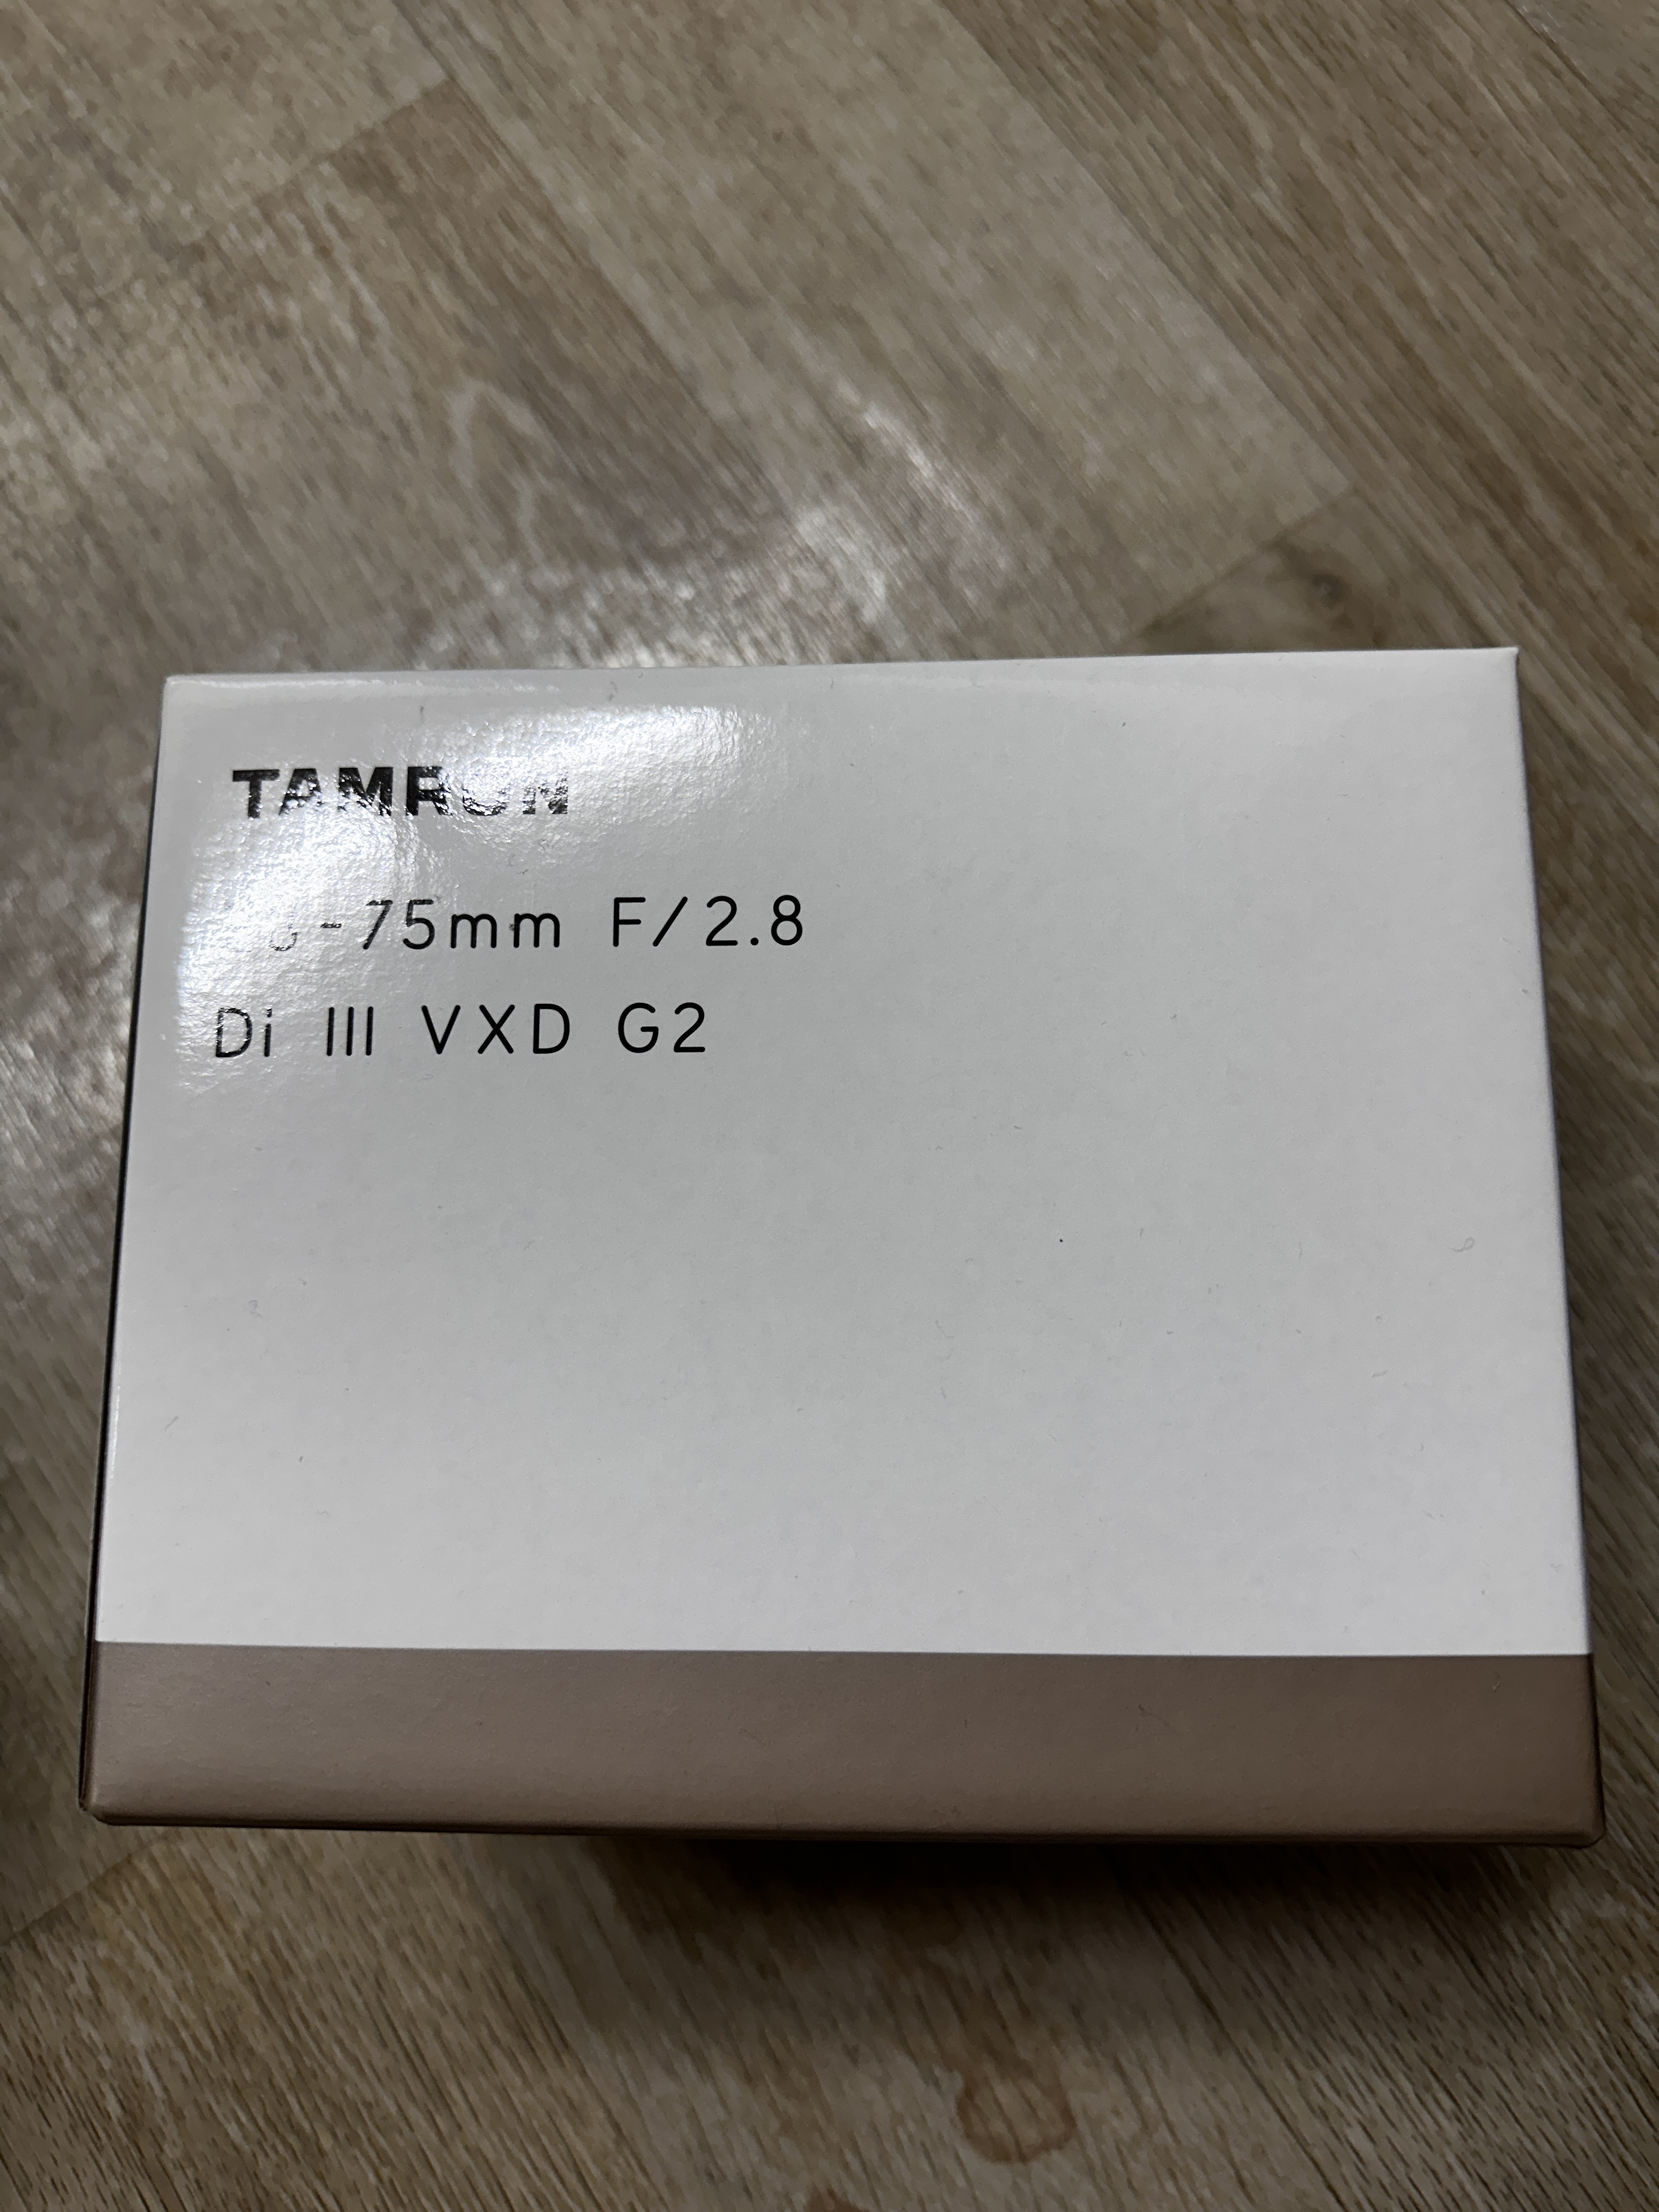 TAMRON
-75mm F/2.8
Di III VXD G2